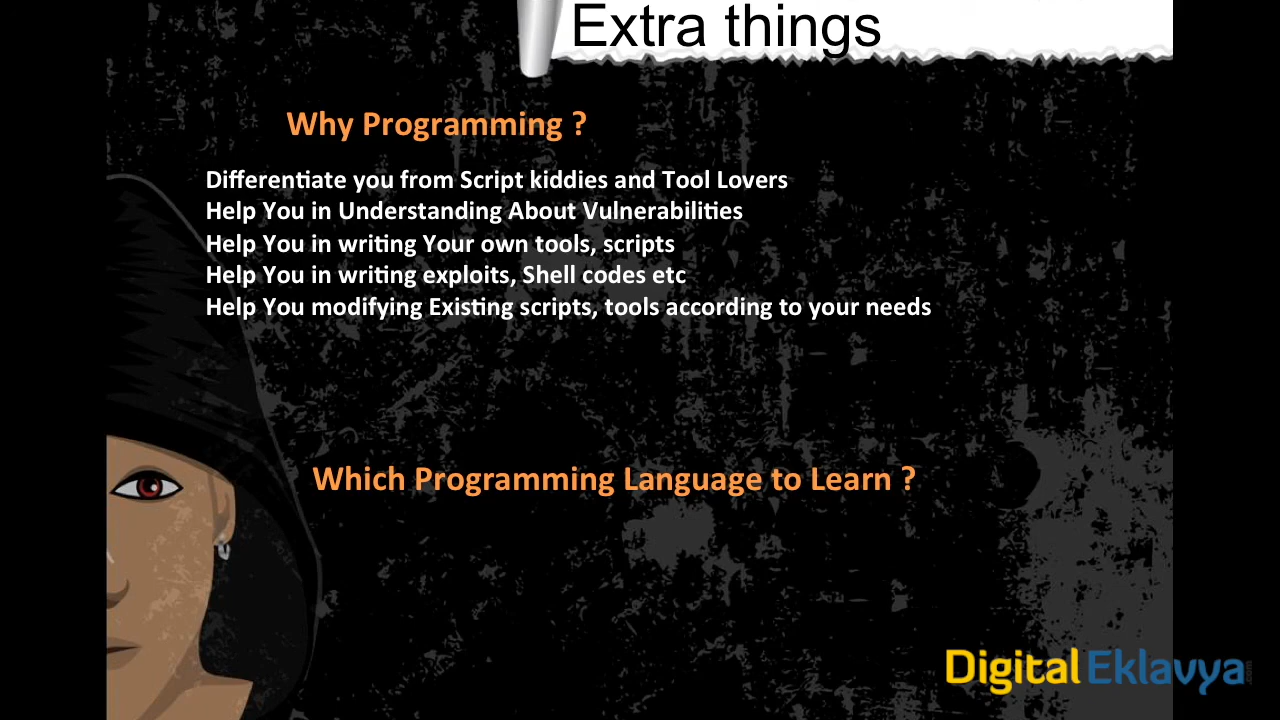 Extra things
Why Programming ?
Differentiate you from Script kiddies and Tool Lovers
Help You in Understanding About Vulnerabilities
Help You in writing Your own tools, scripts
Help You in writing exploits, Shell codes etc
Help You modifying Existing scripts, tools according to your needs
Which Programming Language to Learn ?
Digital Eklavya